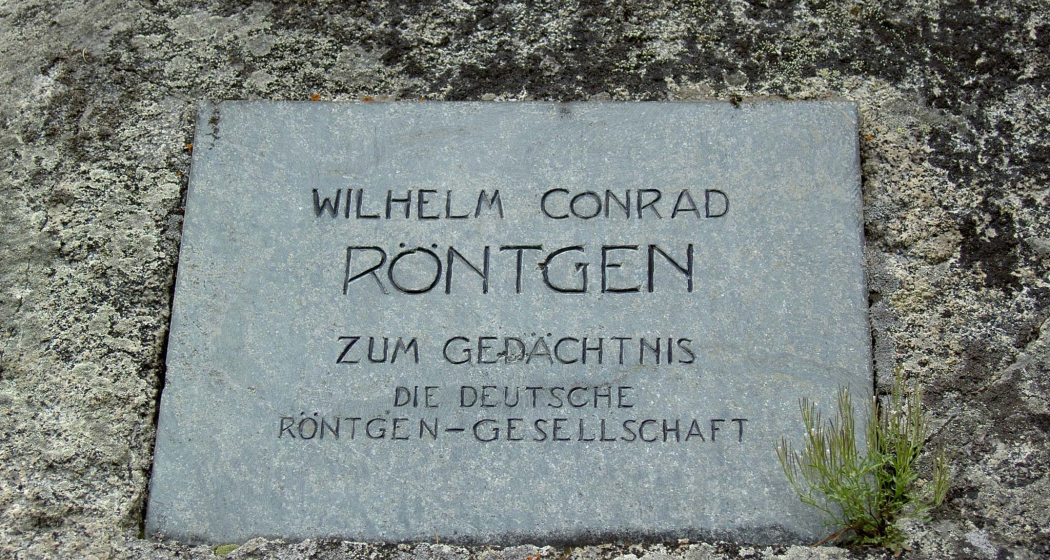 WILHELM CONRAD
RÖNTGEN
ZUM GEDÄCHTNIS
DIE DEUTSCHE
RÖNTGEN-GESELLSCHAFT